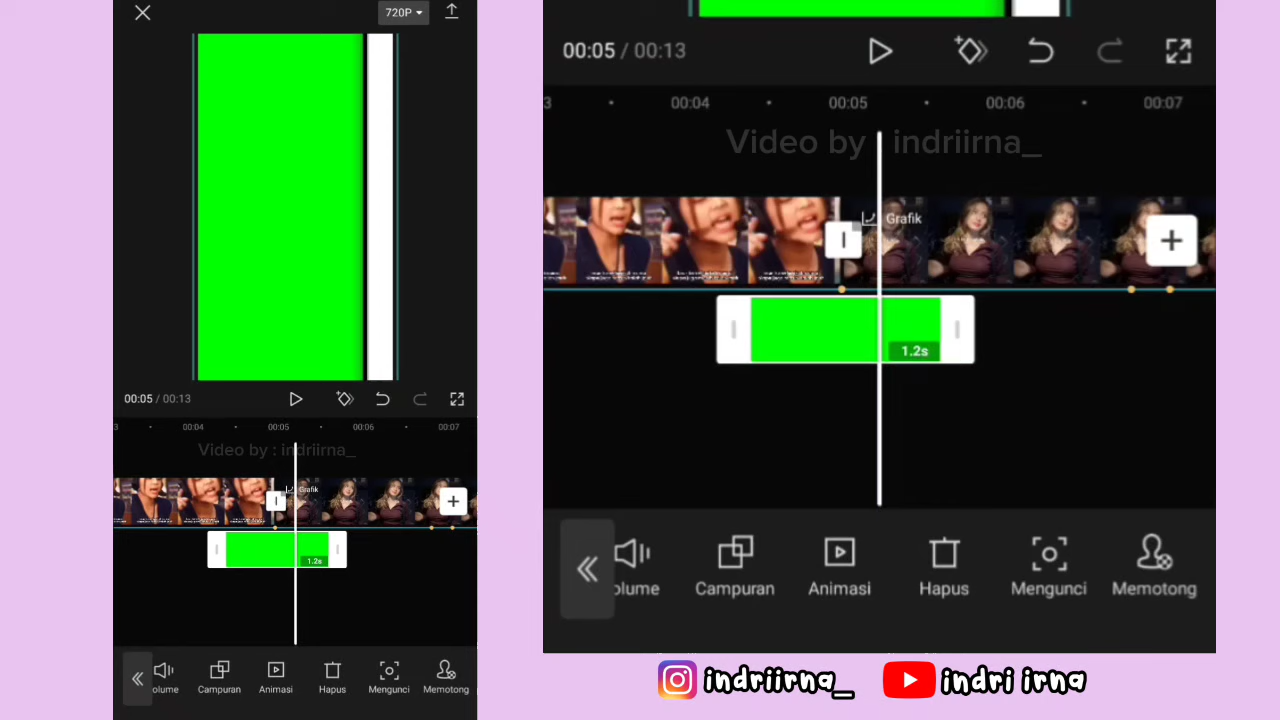 720P
00:05 / 00:13
3 00:04 00:05 00:06 00:07
Video by : indriirna_
Grafik
1.2s
olume Campuran Animasi Hapus Mengunci Memotong
00:05 / 00:13
3 00:04 00:05 00:06 00:07
Video by : indriirna_
Grafik
1.2s
olume Campuran Animasi Hapus Mengunci Memotong
indriirna_ indri irna